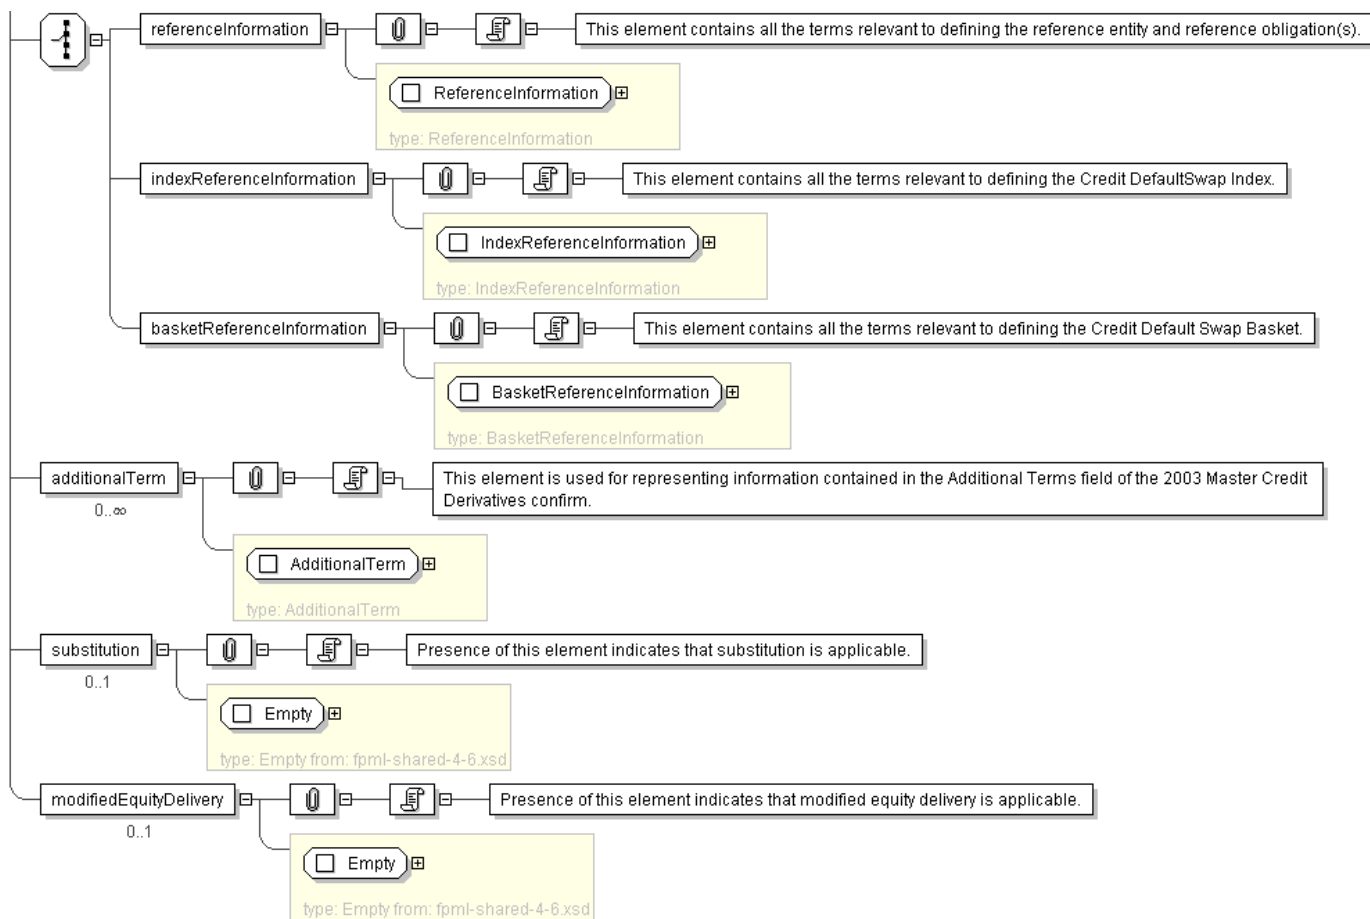 referenceInformation
This element contains all the terms relevant to defining the reference entity and reference obligation(s).
ReferenceInformation
type: ReferenceInformation
indexReferenceInformation
This element contains all the terms relevant to defining the Credit DefaultSwap Index.
IndexReferenceInformation
type: IndexReferenceInformation
basketReferenceInformation
This element contains all the terms relevant to defining the Credit Default Swap Basket.
BasketReferenceInformation
type: BasketReferenceInformation
additionalTerm
This element is used for representing information contained in the Additional Terms field of the 2003 Master Credit
Derivatives confirm.
0..∞
AdditionalTerm
type: AdditionalTerm
substitution
Presence of this element indicates that substitution is applicable.
0..1
Empty
type: Empty from: fpml-shared-4-6.xsd
modifiedEquityDelivery
Presence of this element indicates that modified equity delivery is applicable.
0..1
Empty
type: Empty from: fpml-shared-4-6.xsd